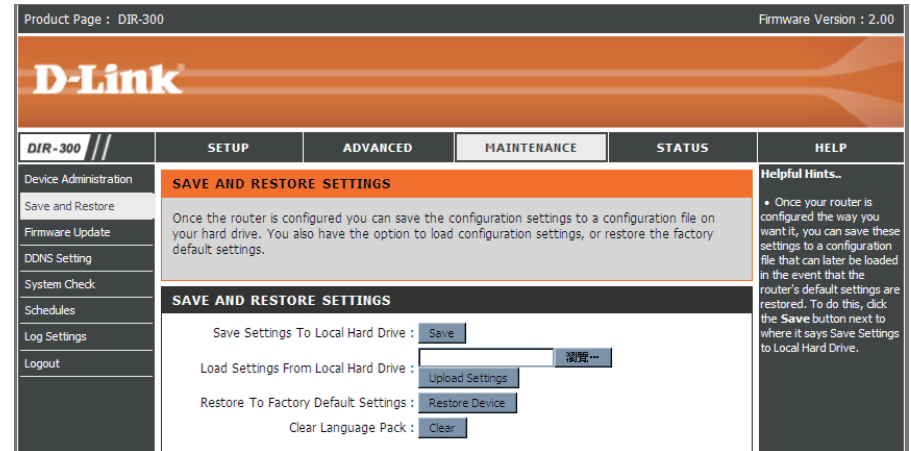 Product Page : DIR-300
Firmware Version : 2.00
D-Link
DIR-300
SETUP
ADVANCED
MAINTENANCE
STATUS
HELP
Device Administration
Save and Restore
Firmware Update
DDNS Setting
System Check
Schedules
Log Settings
Logout
SAVE AND RESTORE SETTINGS
Once the router is configured you can save the configuration settings to a configuration file on
your hard drive. You also have the option to load configuration settings, or restore the factory
default settings.
SAVE AND RESTORE SETTINGS
Save Settings To Local Hard Drive : Save
Load Settings From Local Hard Drive : 瀏覽...
Upload Settings
Restore To Factory Default Settings : Restore Device
Clear Language Pack : Clear
Helpful Hints..
• Once your router is
configured the way you
want it, you can save these
settings to a configuration
file that can later be loaded
in the event that the
router's default settings are
restored. To do this, click
the Save button next to
where it says Save Settings
to Local Hard Drive.